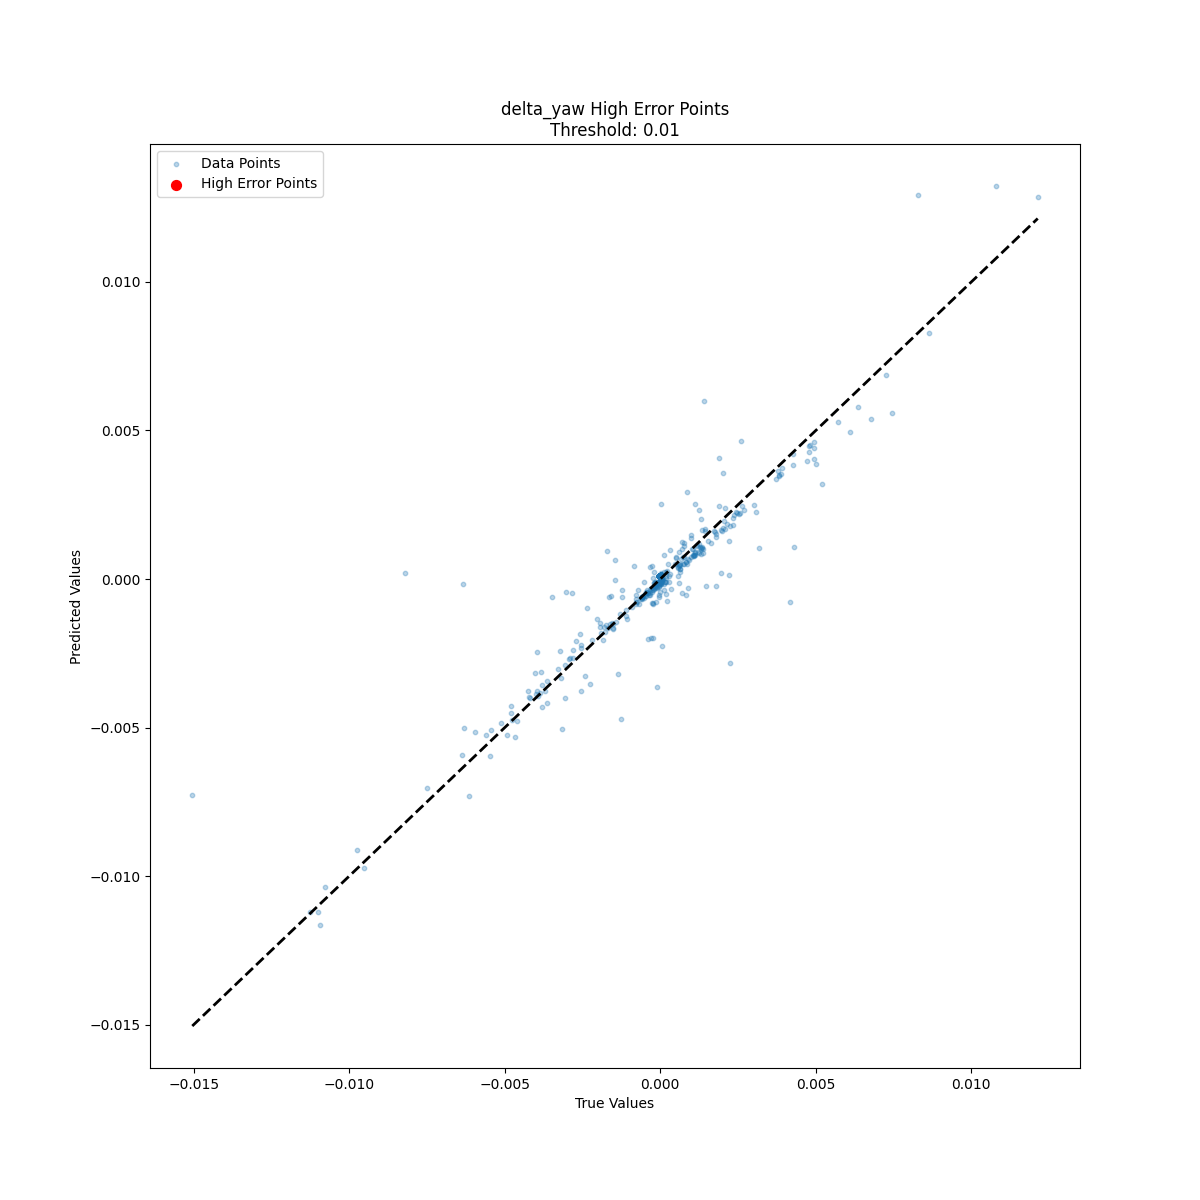 delta_yaw High Error Points
Threshold: 0.01
Data Points
High Error Points
Predicted Values
0.010
0.005
0.000
−0.005
−0.010
−0.015
−0.015
−0.010
−0.005
0.000
0.005
0.010
True Values